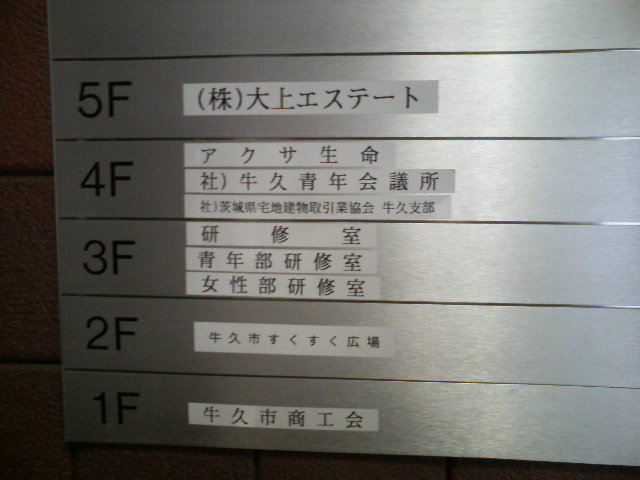 5F (株)大上エステート
4F アクサ生命
社)牛久青年会議所
社)茨城県宅地建物取引業協会 牛久支部
3F 研修室
青年部研修室
女性部研修室
2F 牛久市すくすく広場
1F 牛久市商工会